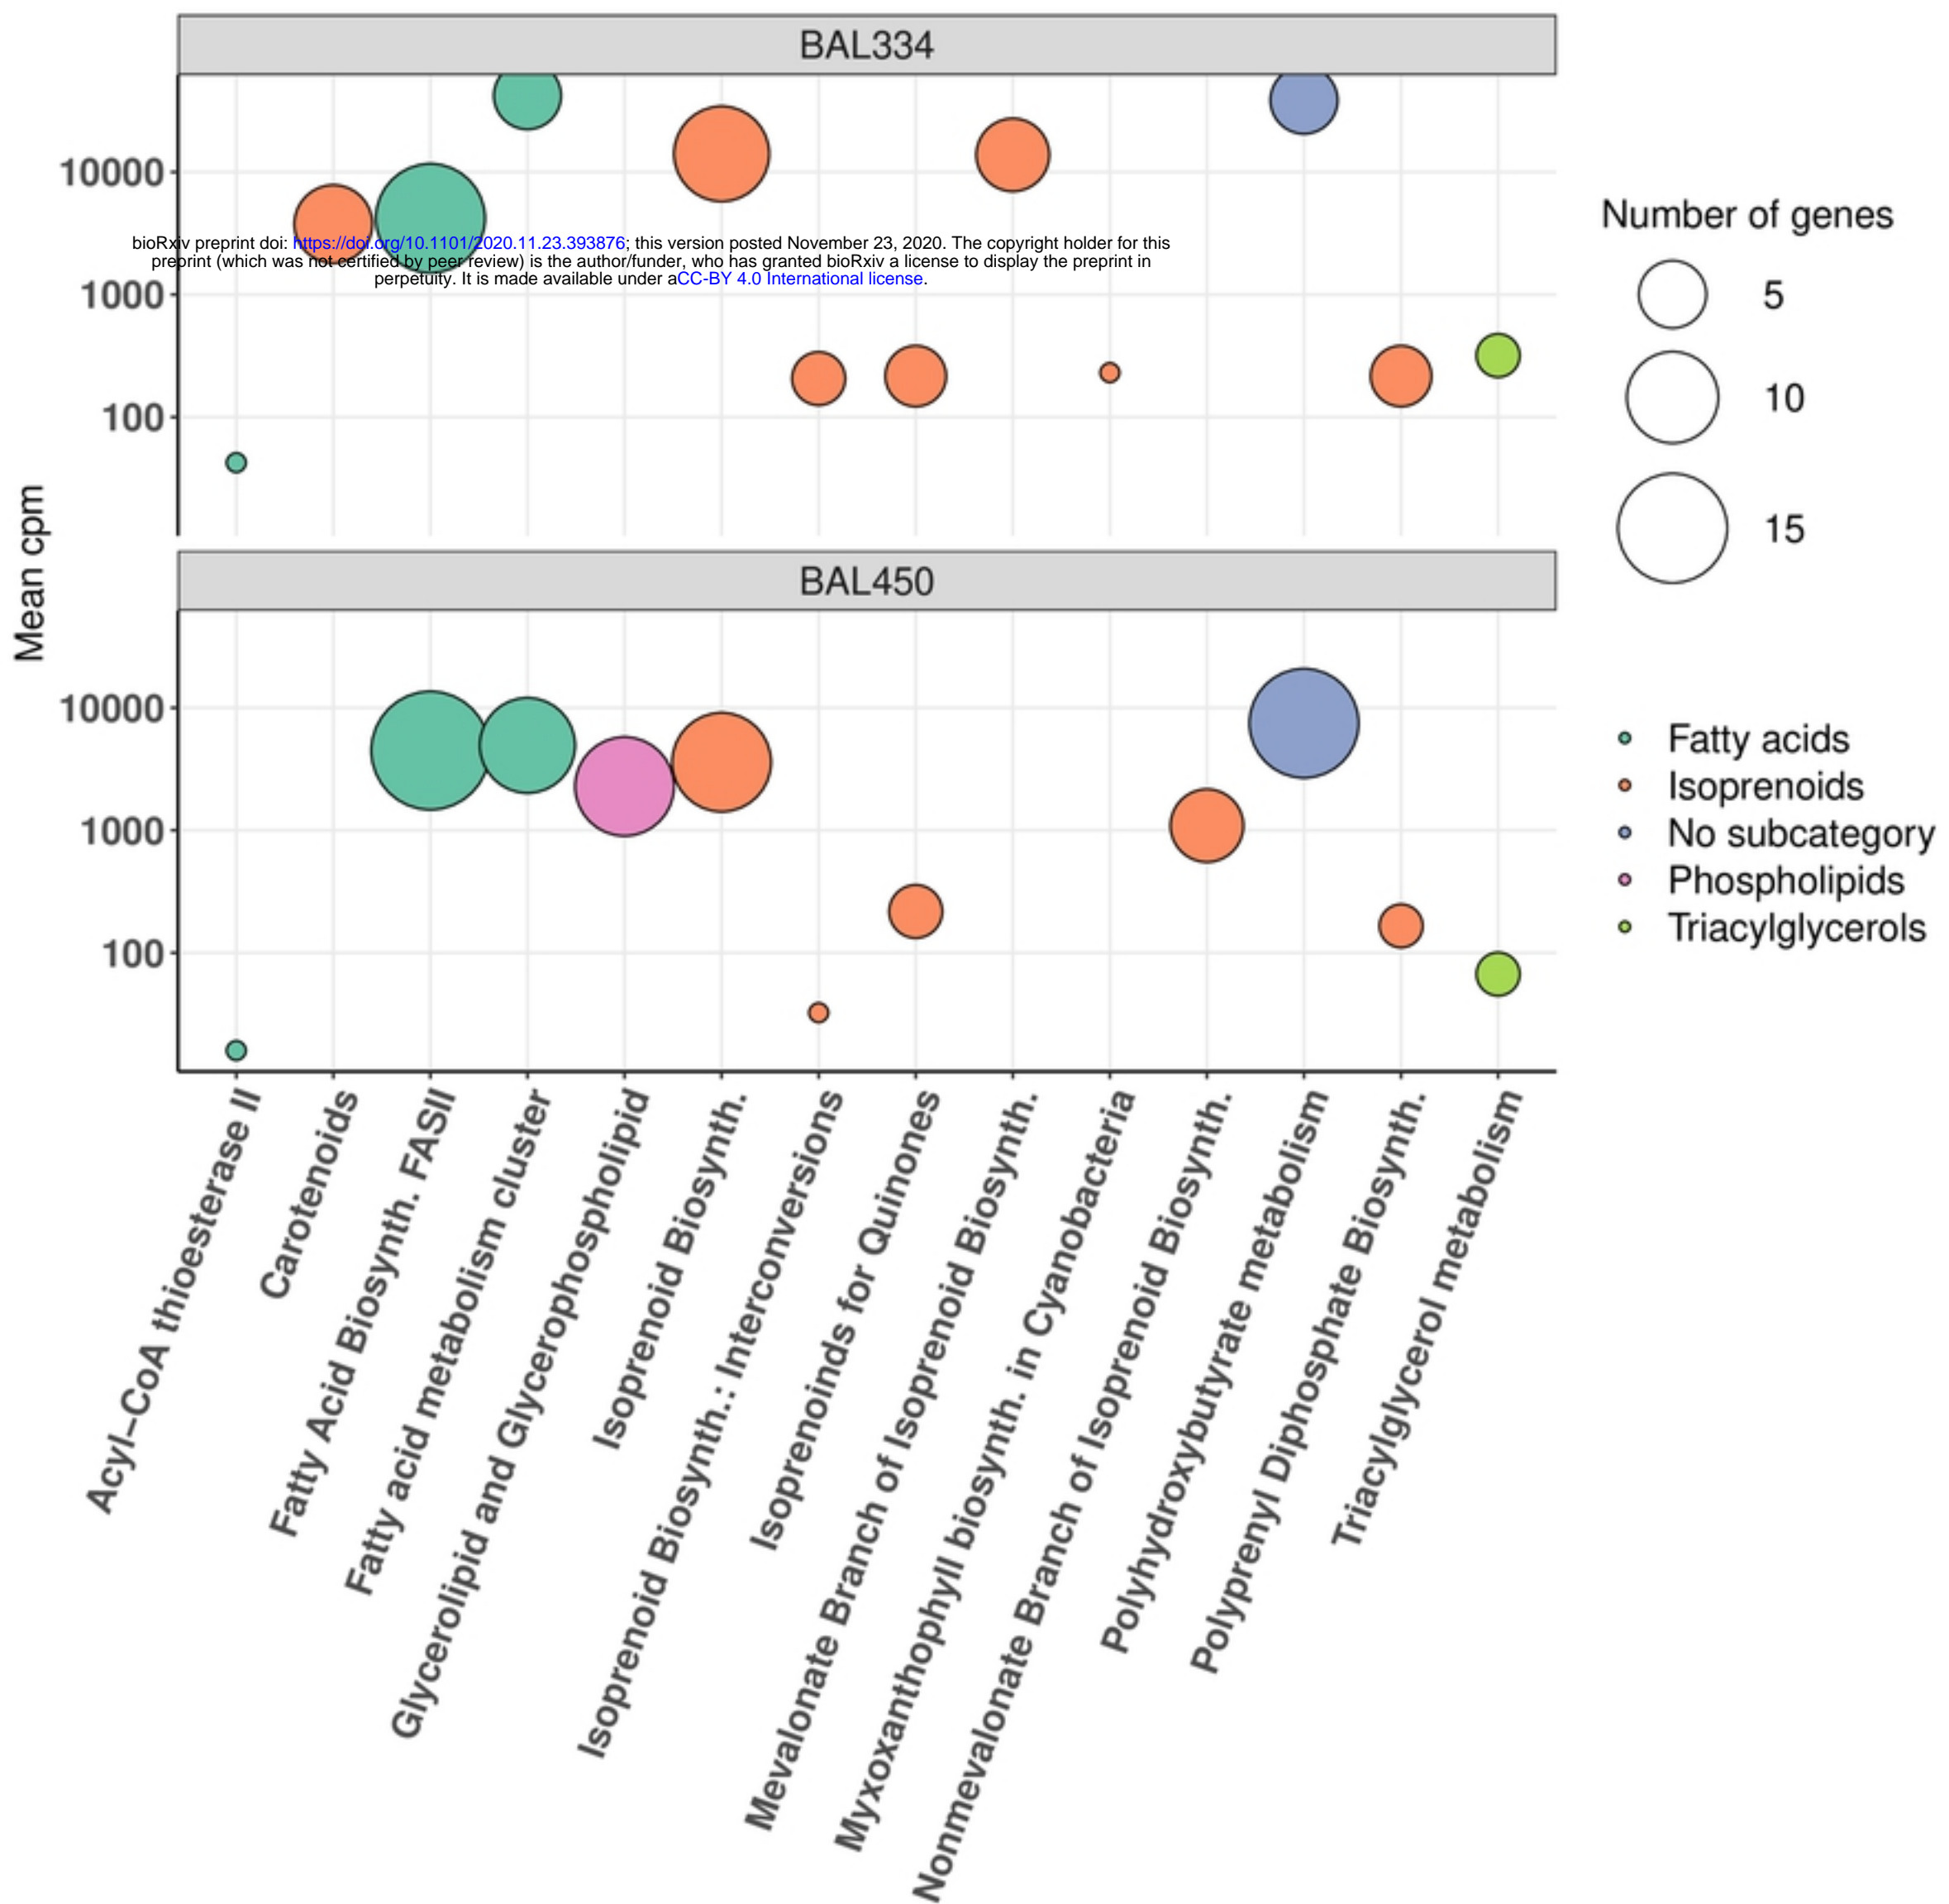 BAL334
10000
1000
100
bioRxiv preprint doi: https://doi.org/10.1101/2020.11.23.393876; this version posted November 23, 2020. The copyright holder for this
preprint (which was not certified by peer review) is the author/funder, who has granted bioRxiv a license to display the preprint in
perpetuity. It is made available under aCC-BY 4.0 International license.
Mean cpm
BAL450
10000
1000
100
Acyl-CoA thioesterase II
Carotenoids
Fatty Acid Biosynth. FASII
Fatty acid metabolism cluster
Glycerolipid and Glycerophospholipid
Isoprenoid Biosynth.
Isoprenoid Biosynth.: Interconversions
Isoprenoinds for Quinones
Mevalonate Branch of Isoprenoid Biosynth.
Myxoxanthophyll biosynth. in Cyanobacteria
Nonmevalonate Branch of Isoprenoid Biosynth.
Polyhydroxybutyrate metabolism
Polyprenyl Diphosphate Biosynth.
Triacylglycerol metabolism
Number of genes
5
10
15
Fatty acids
Isoprenoids
No subcategory
Phospholipids
Triacylglycerols